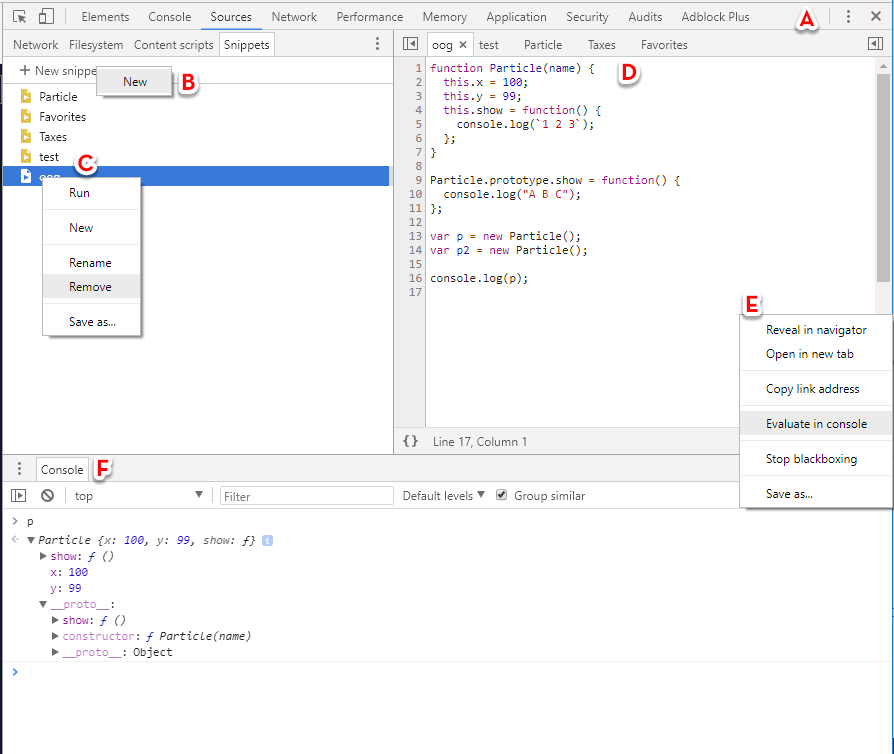 Elements Console Sources Network Performance Memory Application Security Audits Adblock Plus A
Network Filesystem Content scripts Snippets
oog × test Particle Taxes Favorites
+ New snippe
New B
Particle
Favorites
Taxes
test
C
Run
New
Rename
Remove
Save as...
D
1 function Particle(name) {
2 this.x = 100;
3 this.y = 99;
4 this.show = function() {
5 console.log(`1 2 3`);
6 };
7 }
8
9 Particle.prototype.show = function() {
10 console.log("A B C");
11 };
12
13 var p = new Particle();
14 var p2 = new Particle();
15
16 console.log(p);
17
{} Line 17, Column 1
E
Reveal in navigator
Open in new tab
Copy link address
Evaluate in console
Stop blackboxing
Save as...
Console F
top Filter Default levels Group similar
> p
Particle {x: 100, y: 99, show: ƒ} i
show: ƒ ()
x: 100
y: 99
__proto__:
show: ƒ ()
constructor: ƒ Particle(name)
__proto__: Object
>